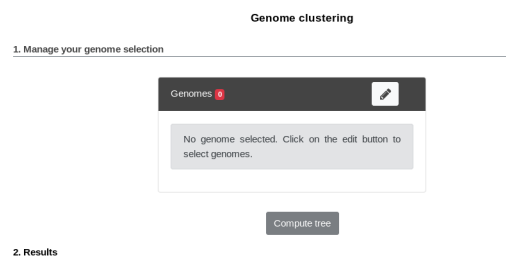 Genome clustering
1. Manage your genome selection
Genomes 0
No genome selected. Click on the edit button to
select genomes.
Compute tree
2. Results